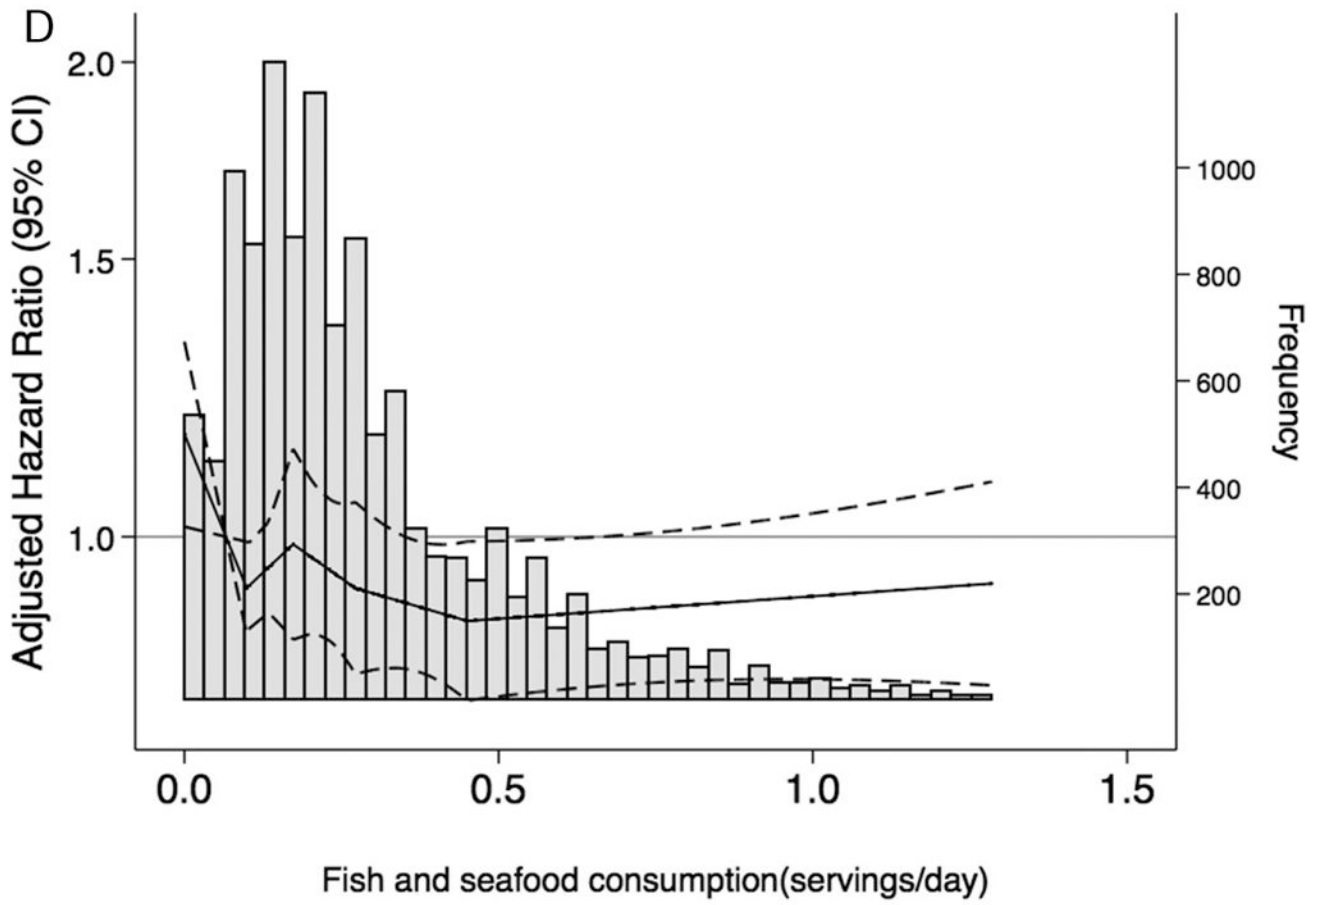 D
Adjusted Hazard Ratio (95% CI)
2.0
1.5
1.0
1000
800
600
400
200
Frequency
0.0 0.5 1.0 1.5
Fish and seafood consumption(servings/day)